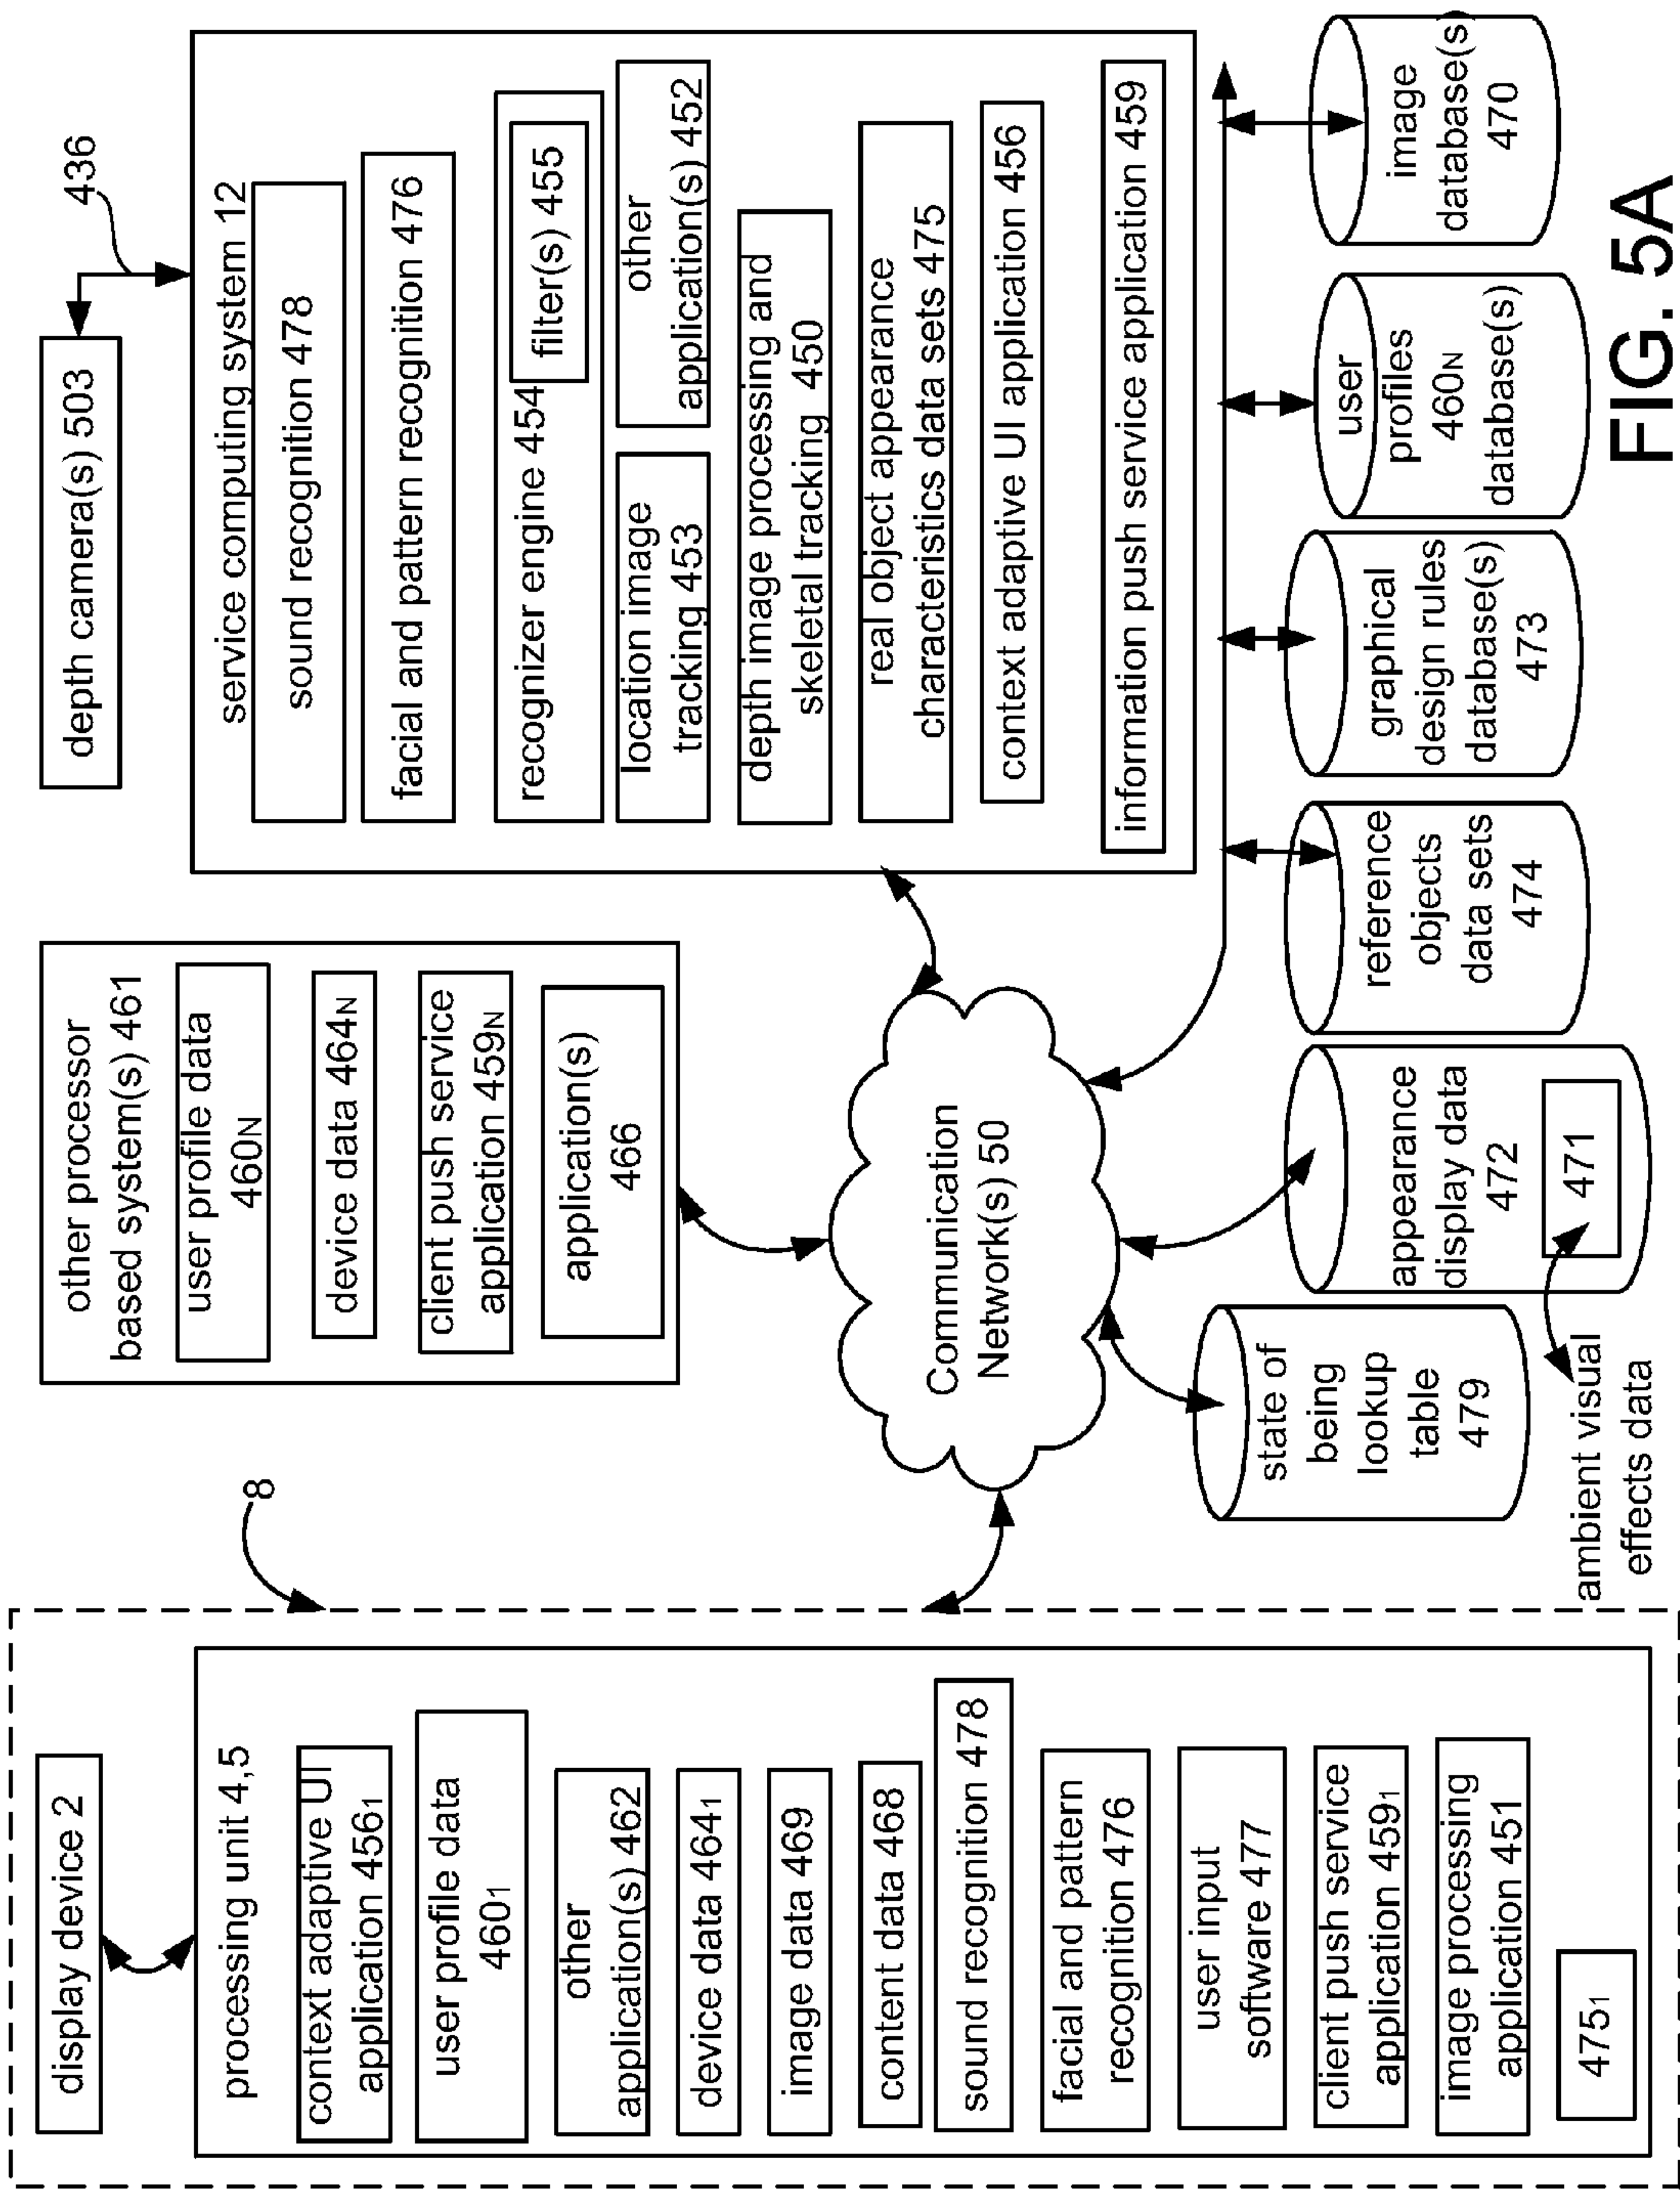 display device 2
8
processing unit 4,5
context adaptive UI
application 456₁
user profile data
460₁
other
application(s) 462
device data 464₁
image data 469
content data 468
sound recognition 478
facial and pattern
recognition 476
user input
software 477
client push service
application 459₁
image processing
application 451
475₁
other processor
based system(s) 461
user profile data
460N
device data 464N
client push service
application 459N
application(s)
466
Communication
Network(s) 50
depth camera(s) 503
436
service computing system 12
sound recognition 478
facial and pattern recognition 476
recognizer engine 454
filter(s) 455
location image
tracking 453
other
application(s) 452
depth image processing and
skeletal tracking 450
real object appearance
characteristics data sets 475
context adaptive UI application 456
information push service application 459
state of
being
lookup
table
479
appearance
display data
472
471
ambient visual
effects data
reference
objects
data sets
474
graphical
design rules
database(s)
473
user
profiles
460N
database(s)
image
database(s)
470
FIG. 5A